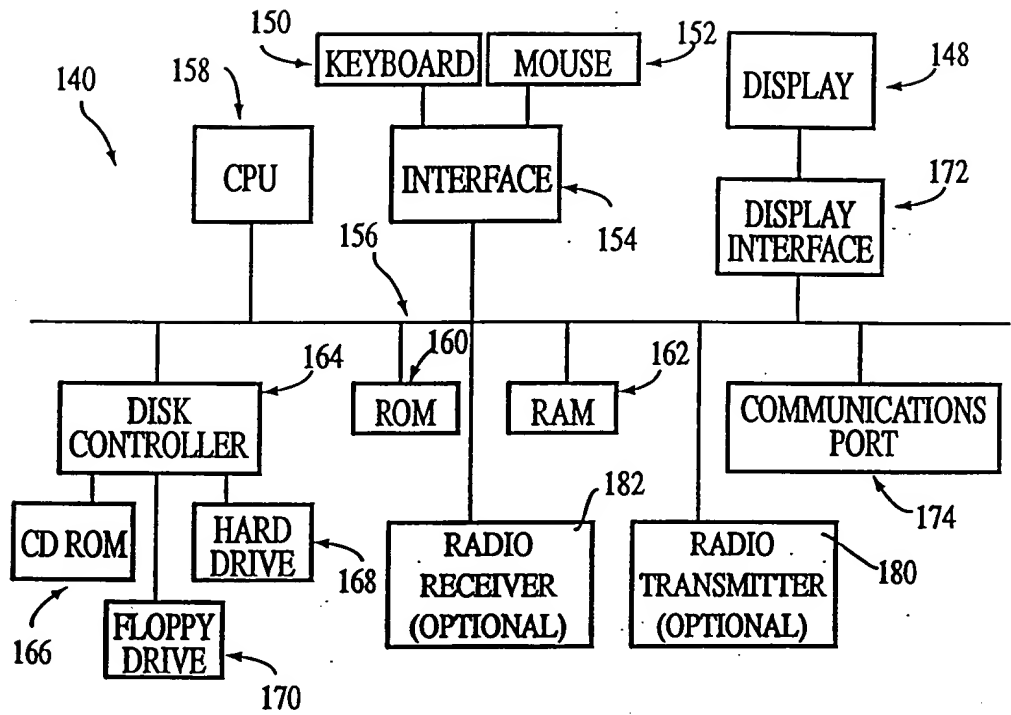 150
KEYBOARD
MOUSE
152
158
DISPLAY
148
140
CPU
INTERFACE
154
172
DISPLAY
INTERFACE
156
164
160
162
DISK
CONTROLLER
ROM
RAM
COMMUNICATIONS
PORT
174
CD ROM
166
HARD
DRIVE
168
182
RADIO
RECEIVER
(OPTIONAL)
RADIO
TRANSMITTER
(OPTIONAL)
180
FLOPPY
DRIVE
170